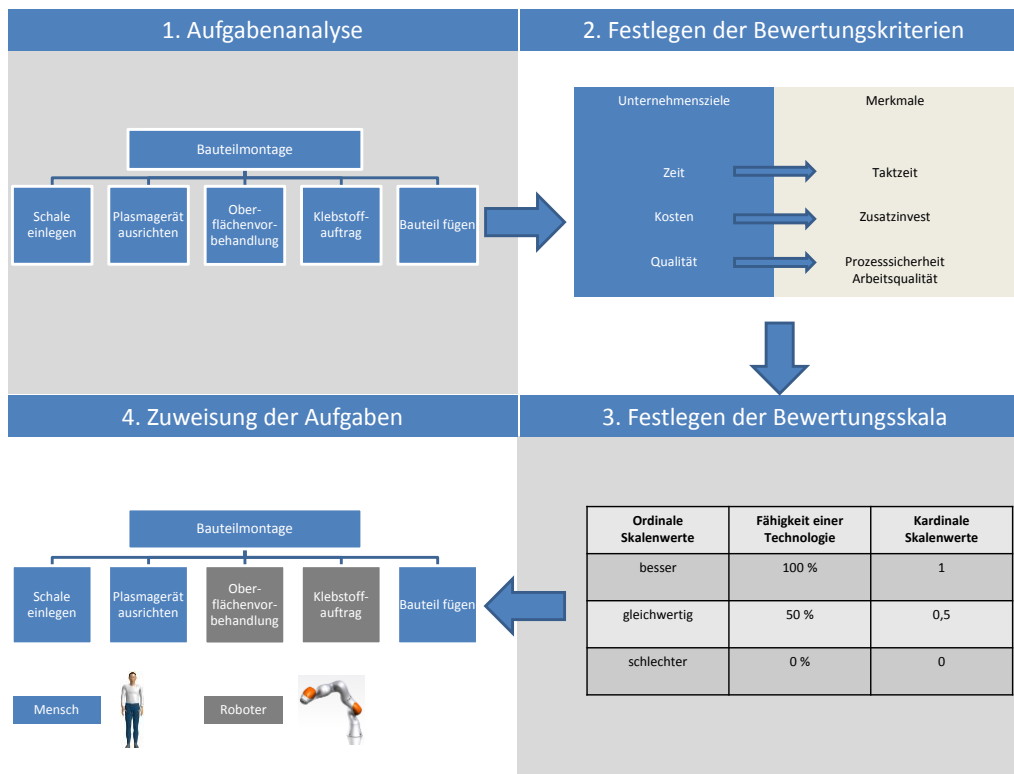 1. Aufgabenanalyse
Bauteilmontage
Schale
einlegen
Plasmagerät
ausrichten
Ober-
flächenvor-
behandlung
Klebstoff-
auftrag
Bauteil fügen
2. Festlegen der Bewertungskriterien
Unternehmensziele
Merkmale
Zeit
Taktzeit
Kosten
Zusatzinvest
Qualität
Prozesssicherheit
Arbeitsqualität
3. Festlegen der Bewertungsskala
Ordinale
Skalenwerte
Fähigkeit einer
Technologie
Kardinale
Skalenwerte
besser
100 %
1
gleichwertig
50 %
0,5
schlechter
0 %
0
4. Zuweisung der Aufgaben
Bauteilmontage
Schale
einlegen
Plasmagerät
ausrichten
Ober-
flächenvor-
behandlung
Klebstoff-
auftrag
Bauteil fügen
Mensch
Roboter